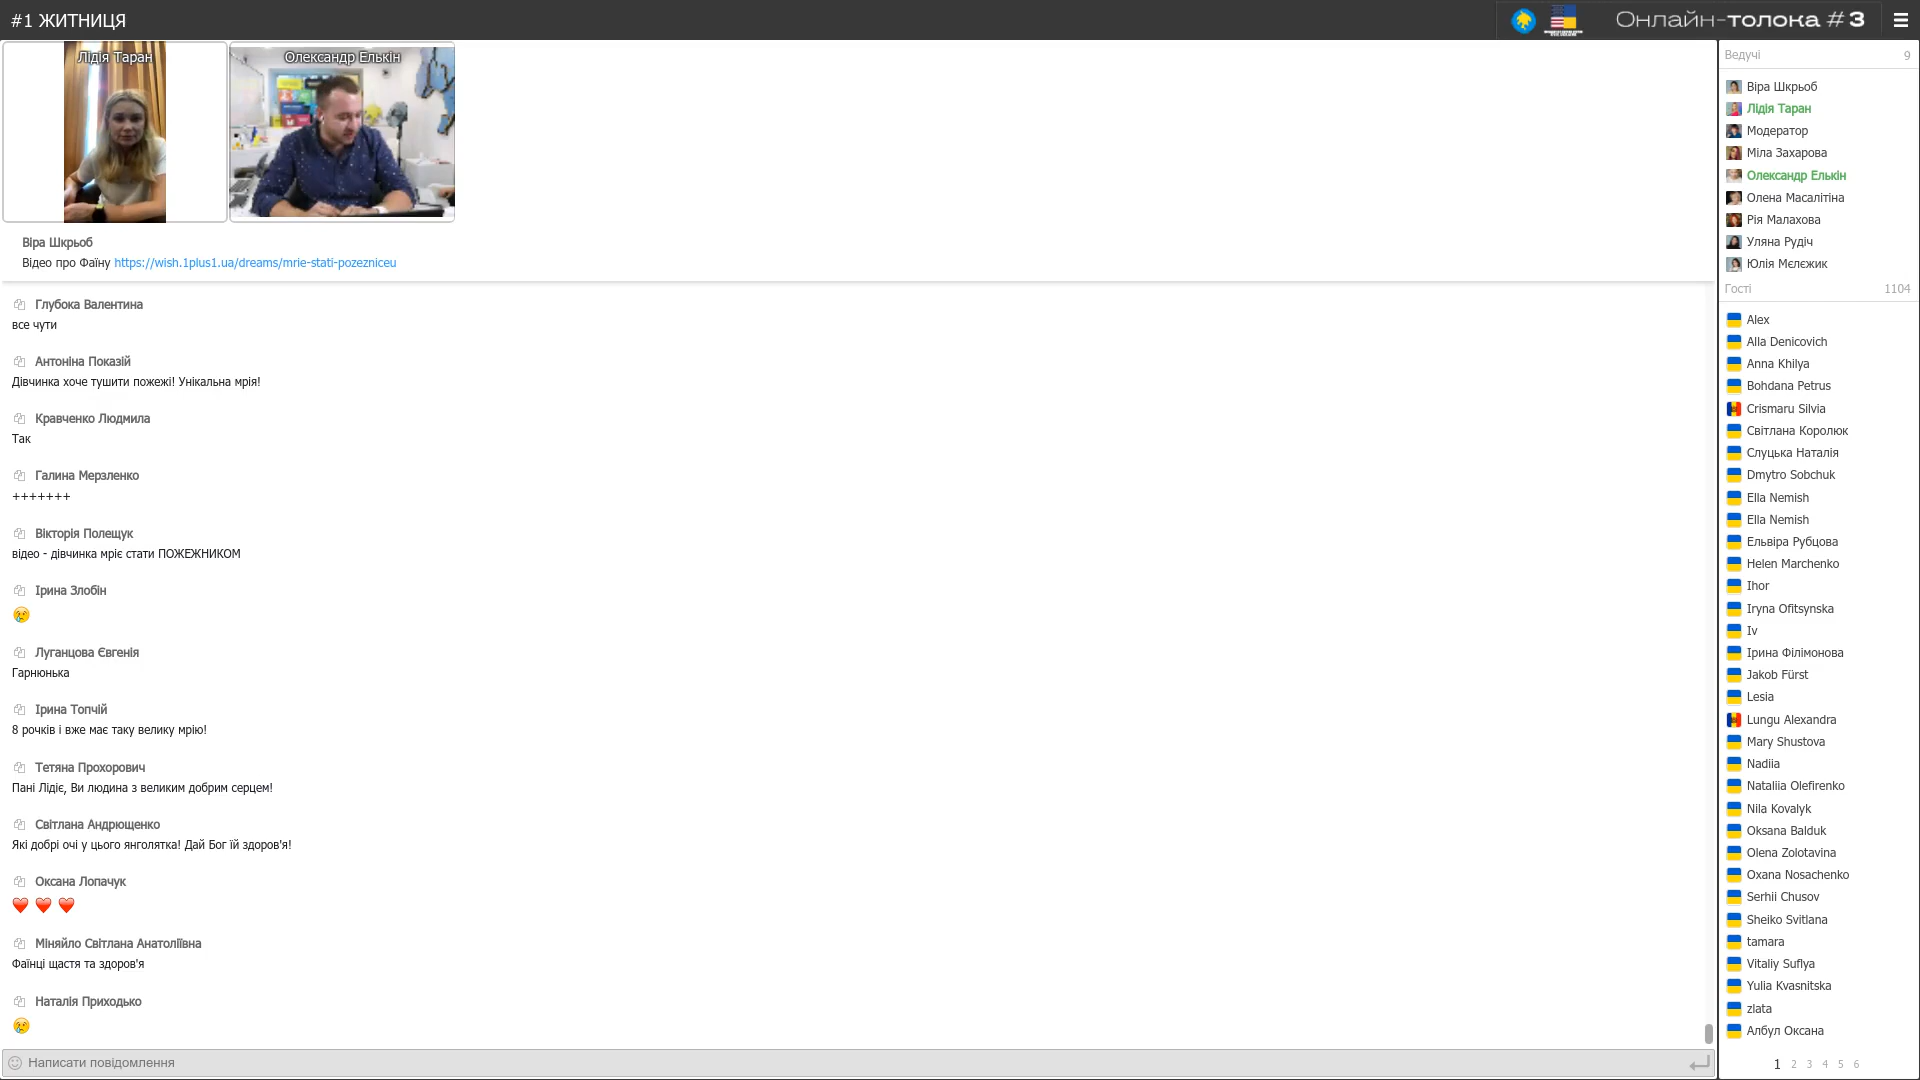 #1 ЖИТНИЦЯ
Онлайн-толока #3
Лідія Таран
Олександр Елькін
Віра Шкрьоб
Відео про Фаїну https://wish.1plus1.ua/dreams/mrie-stati-pozezniceu
Глубока Валентина
все чути
Антоніна Показій
Дівчинка хоче тушити пожежі! Унікальна мрія!
Кравченко Людмила
Так
Галина Мерзленко
+++++++
Вікторія Полещук
відео - дівчинка мріє стати ПОЖЕЖНИКОМ
Ірина Злобін
Луганцова Євгенія
Гарнюнька
Ірина Топчій
8 рочків і вже має таку велику мрію!
Тетяна Прохорович
Пані Лідіє, Ви людина з великим добрим серцем!
Світлана Андрющенко
Які добрі очі у цього янголятка! Дай Бог їй здоров'я!
Оксана Лопачук
Міняйло Світлана Анатоліївна
Фаїнці щастя та здоров'я
Наталія Приходько
Написати повідомлення
Ведучі 9
Віра Шкрьоб
Лідія Таран
Модератор
Міла Захарова
Олександр Елькін
Олена Масалітіна
Рія Малахова
Уляна Рудіч
Юлія Мєлєжик
Гості 1104
Alex
Alla Denicovich
Anna Khilya
Bohdana Petrus
Crismaru Silvia
Світлана Королюк
Слуцька Наталія
Dmytro Sobchuk
Ella Nemish
Ella Nemish
Ельвіра Рубцова
Helen Marchenko
Ihor
Iryna Ofitsynska
Iv
Ірина Філімонова
Jakob Fürst
Lesia
Lungu Alexandra
Mary Shustova
Nadiia
Nataliia Olefirenko
Nila Kovalyk
Oksana Balduk
Olena Zolotavina
Oxana Nosachenko
Serhii Chusov
Sheiko Svitlana
tamara
Vitaliy Suflya
Yulia Kvasnitska
zlata
Албул Оксана
1 2 3 4 5 6